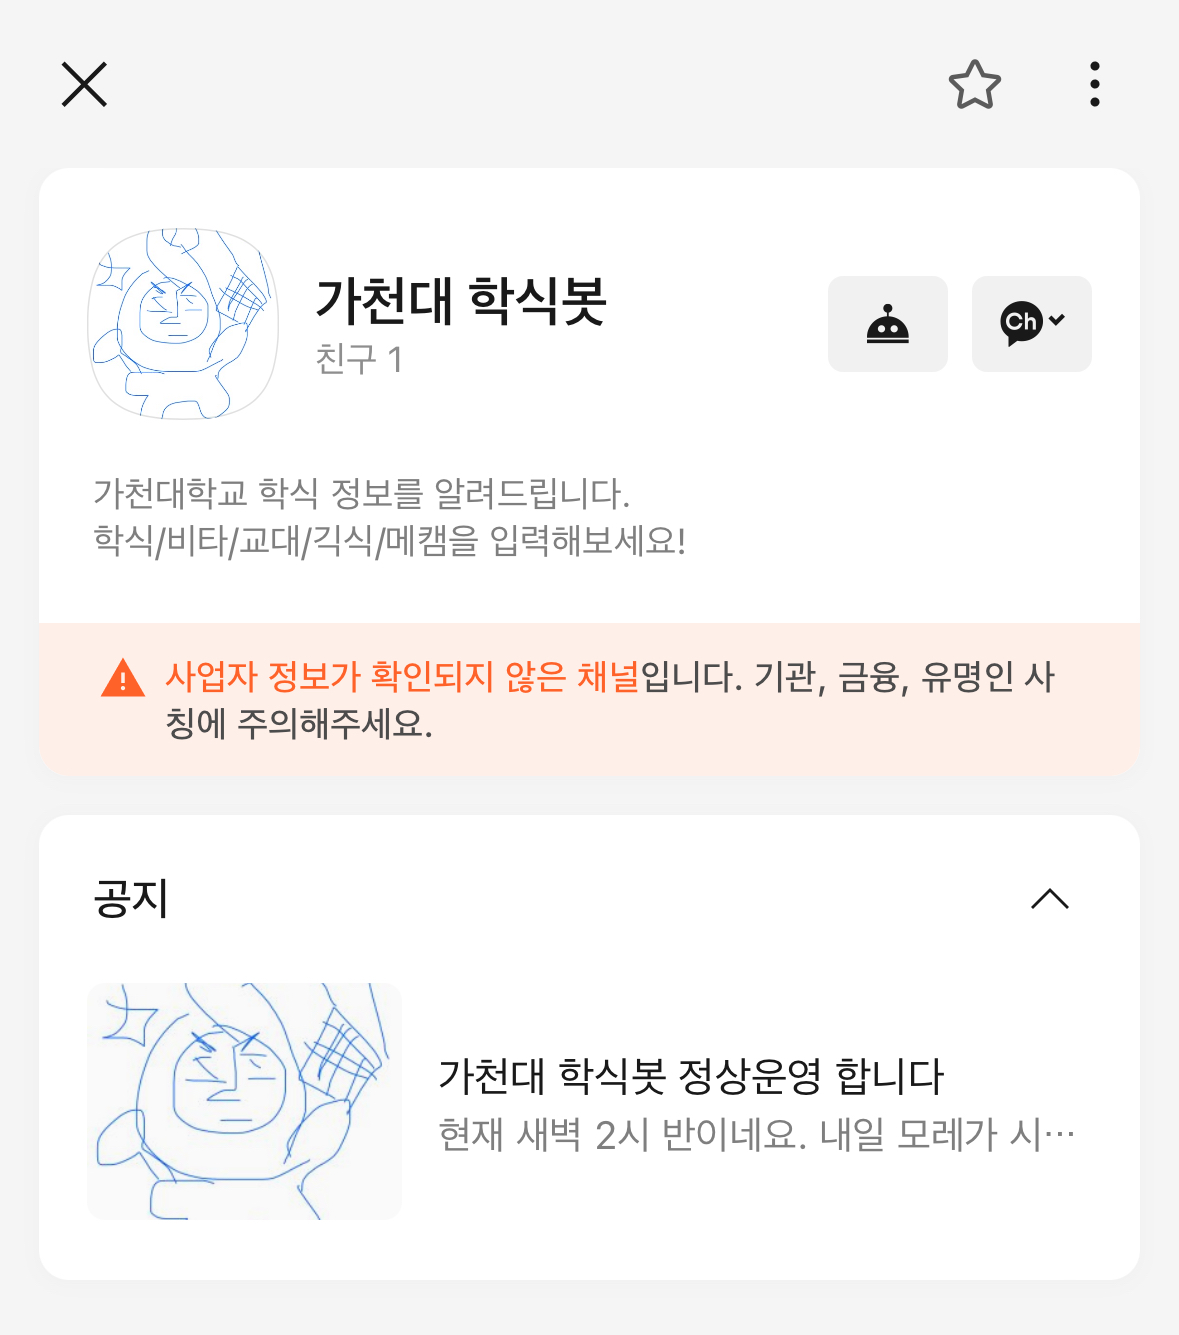 가천대 학식봇
친구 1
Ch
가천대학교 학식 정보를 알려드립니다.
학식/비타/교대/긱식/메캠을 입력해보세요!
사업자 정보가 확인되지 않은 채널입니다. 기관, 금융, 유명인 사
칭에 주의해주세요.
공지
가천대 학식봇 정상운영 합니다
현재 새벽 2시 반이네요. 내일 모레가 시…